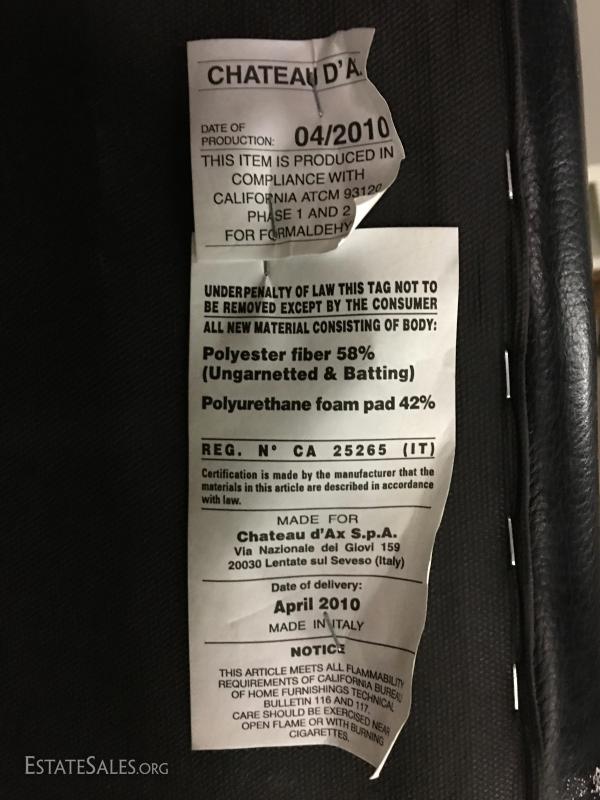 CHATEAU D'A.
DATE OF
PRODUCTION: 04/2010
THIS ITEM IS PRODUCED IN
COMPLIANCE WITH
CALIFORNIA ATCM 93120
PHASE 1 AND 2
FOR FORMALDEHY
UNDER PENALTY OF LAW THIS TAG NOT TO
BE REMOVED EXCEPT BY THE CONSUMER
ALL NEW MATERIAL CONSISTING OF BODY:
Polyester fiber 58%
(Ungarnetted & Batting)
Polyurethane foam pad 42%
REG. N° CA 25265 (IT)
Certification is made by the manufacturer that the
materials in this article are described in accordance
with law.
MADE FOR
Chateau d'Ax S.p.A.
Via Nazionale dei Giovi 159
20030 Lentate sul Seveso (Italy)
Date of delivery:
April 2010
MADE IN ITALY
NOTICE
THIS ARTICLE MEETS ALL FLAMMABILITY
REQUIREMENTS OF CALIFORNIA BUREAU
OF HOME FURNISHINGS TECHNICAL
BULLETIN 116 AND 117.
CARE SHOULD BE EXERCISED NEAR
OPEN FLAME OR WITH BURNING
CIGARETTES.
ESTATESALES.ORG